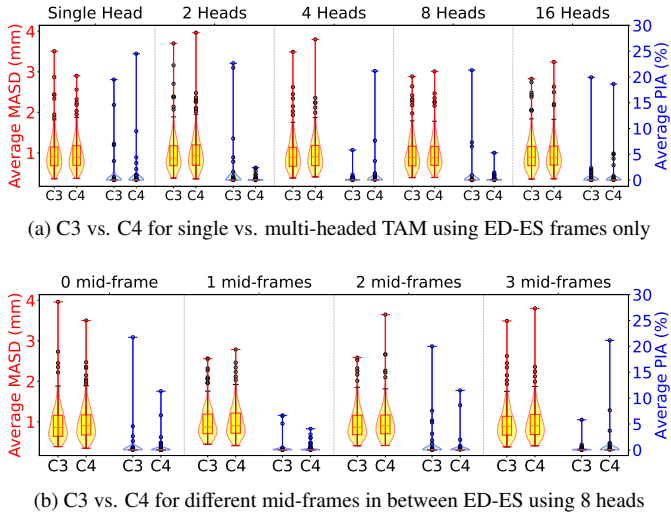 Single Head 2 Heads 4 Heads 8 Heads 16 Heads
Average MASD (mm)
4
3
2
1
30
25
20
15
10
5
0
Average PIA (%)
C3 C4 C3 C4 C3 C4 C3 C4 C3 C4 C3 C4 C3 C4 C3 C4 C3 C4 C3 C4
(a) C3 vs. C4 for single vs. multi-headed TAM using ED-ES frames only
0 mid-frame 1 mid-frames 2 mid-frames 3 mid-frames
Average MASD (mm)
4
3
2
1
30
25
20
15
10
5
0
Average PIA (%)
C3 C4 C3 C4 C3 C4 C3 C4 C3 C4 C3 C4 C3 C4 C3 C4
(b) C3 vs. C4 for different mid-frames in between ED-ES using 8 heads